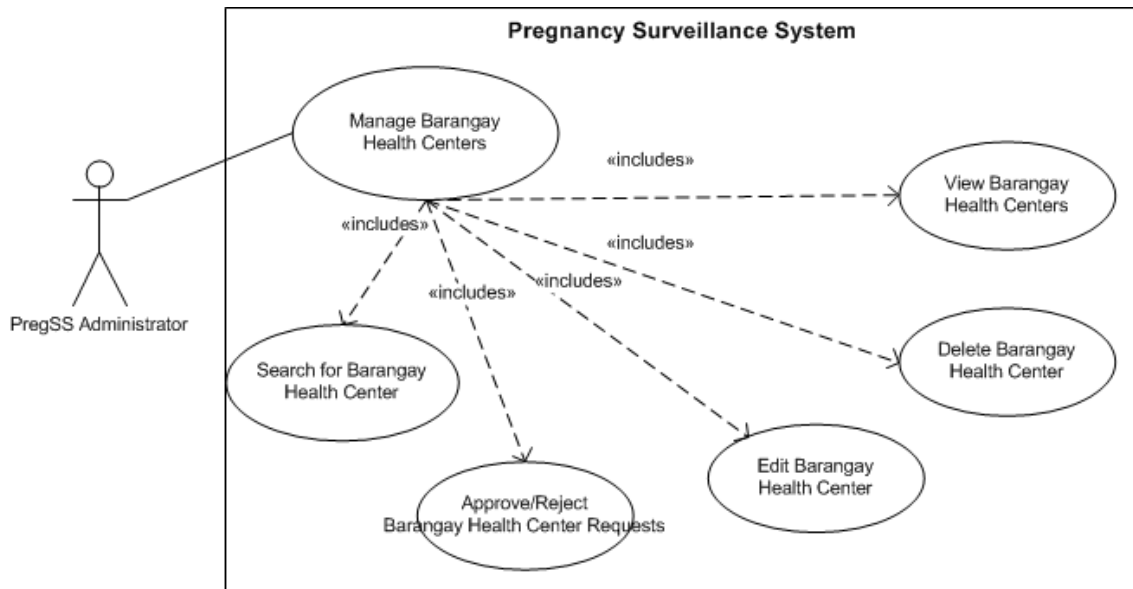 Pregnancy Surveillance System
Manage Barangay
Health Centers
«includes»
View Barangay
Health Centers
«includes»
«includes»
PregSS Administrator
«includes»
«includes»
Delete Barangay
Health Center
Search for Barangay
Health Center
Edit Barangay
Health Center
Approve/Reject
Barangay Health Center Requests